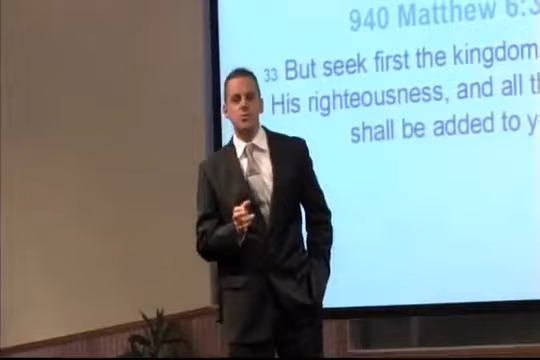 940 Matthew 6:3
33 But seek first the kingdom
His righteousness, and all
shall be added to